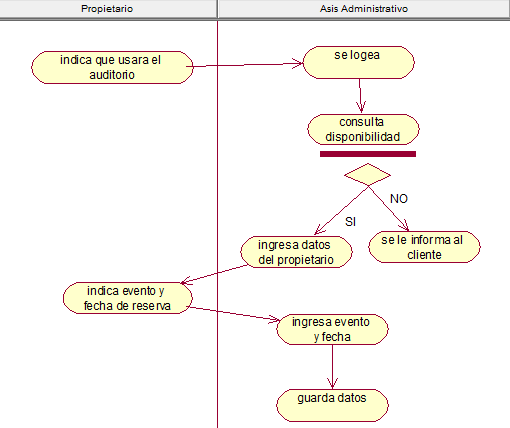 Propietario
Asis Administrativo
indica que usara el
auditorio
se logea
consulta
disponibilidad
NO
SI
ingresa datos
del propietario
se le informa al
cliente
indica evento y
fecha de reserva
ingresa evento
y fecha
guarda datos